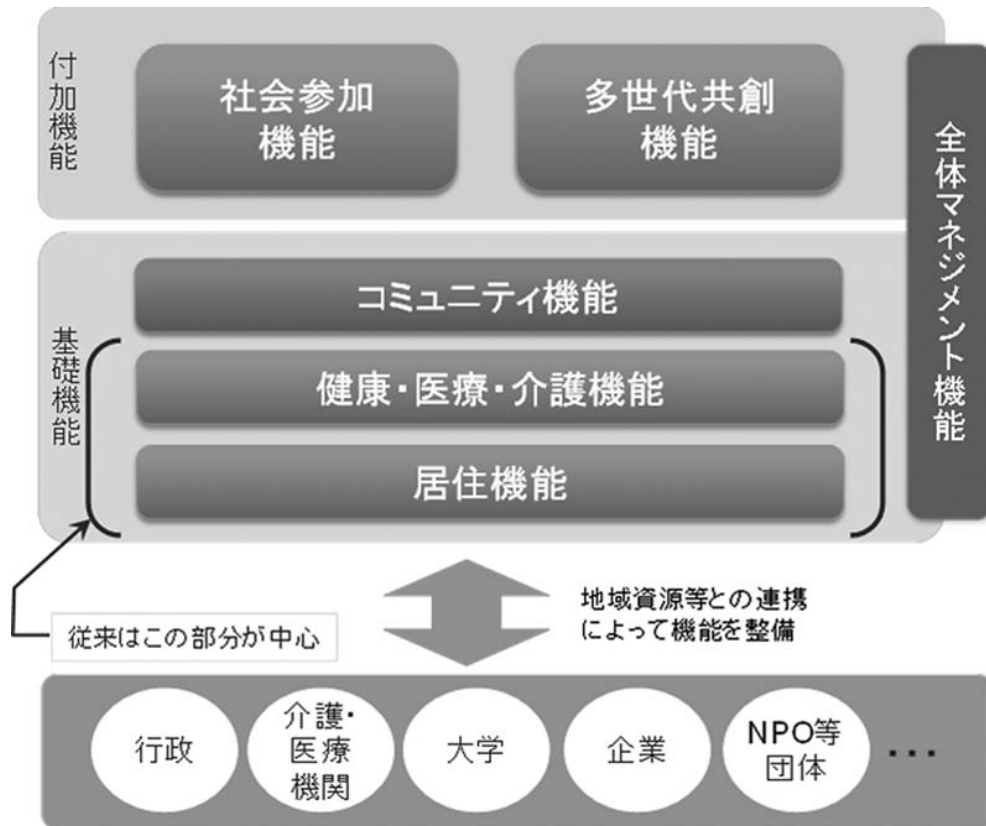 付加機能
社会参加
機能
多世代共創
機能
全体マネジメント機能
基礎機能
コミュニティ機能
健康・医療・介護機能
居住機能
従来はこの部分が中心
地域資源等との連携
によって機能を整備
行政
介護・
医療
機関
大学
企業
NPO等
団体
・・・